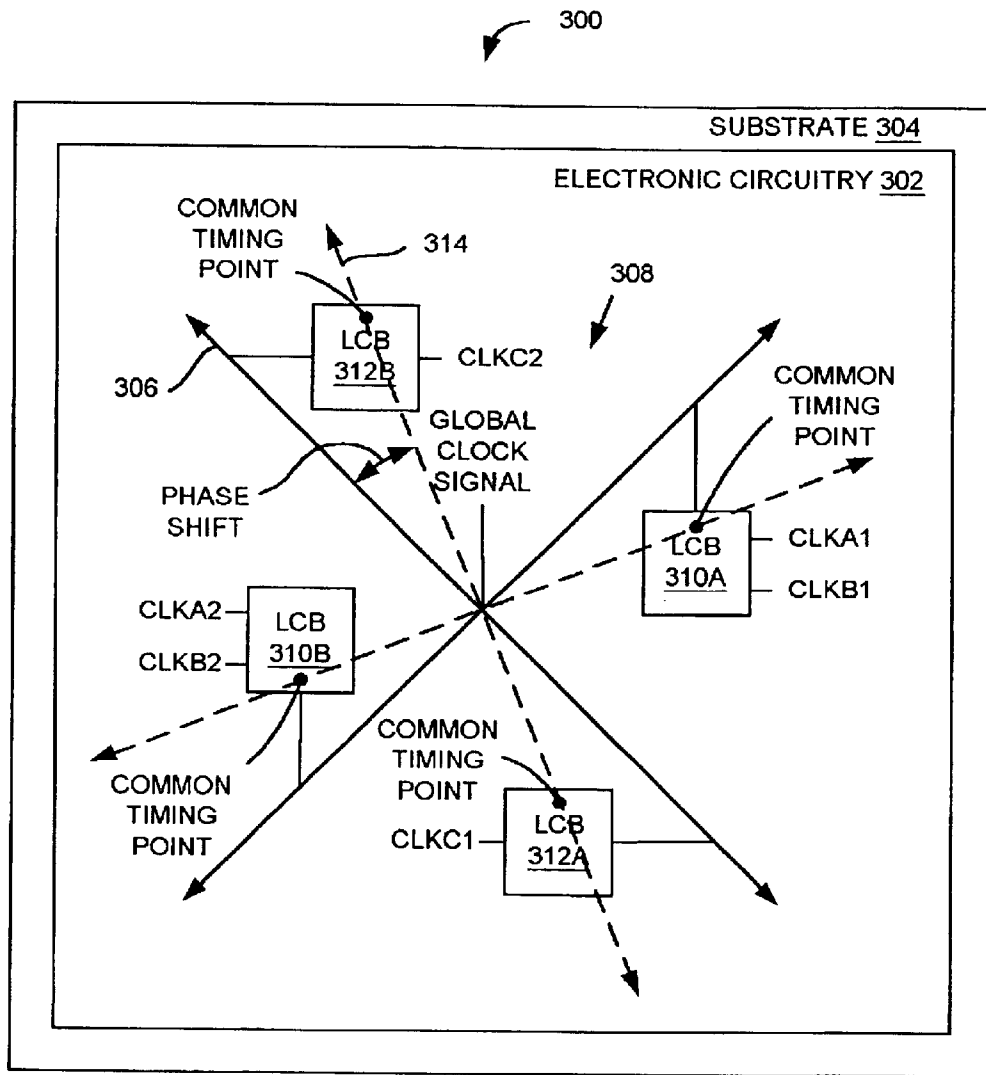 300
SUBSTRATE 304
ELECTRONIC CIRCUITRY 302
COMMON
TIMING
POINT
314
308
LCB
312B
CLKC2
306
COMMON
TIMING
POINT
GLOBAL
CLOCK
SIGNAL
PHASE
SHIFT
LCB
310A
CLKA1
CLKB1
CLKA2
CLKB2
LCB
310B
COMMON
TIMING
POINT
COMMON
TIMING
POINT
CLKC1
LCB
312A